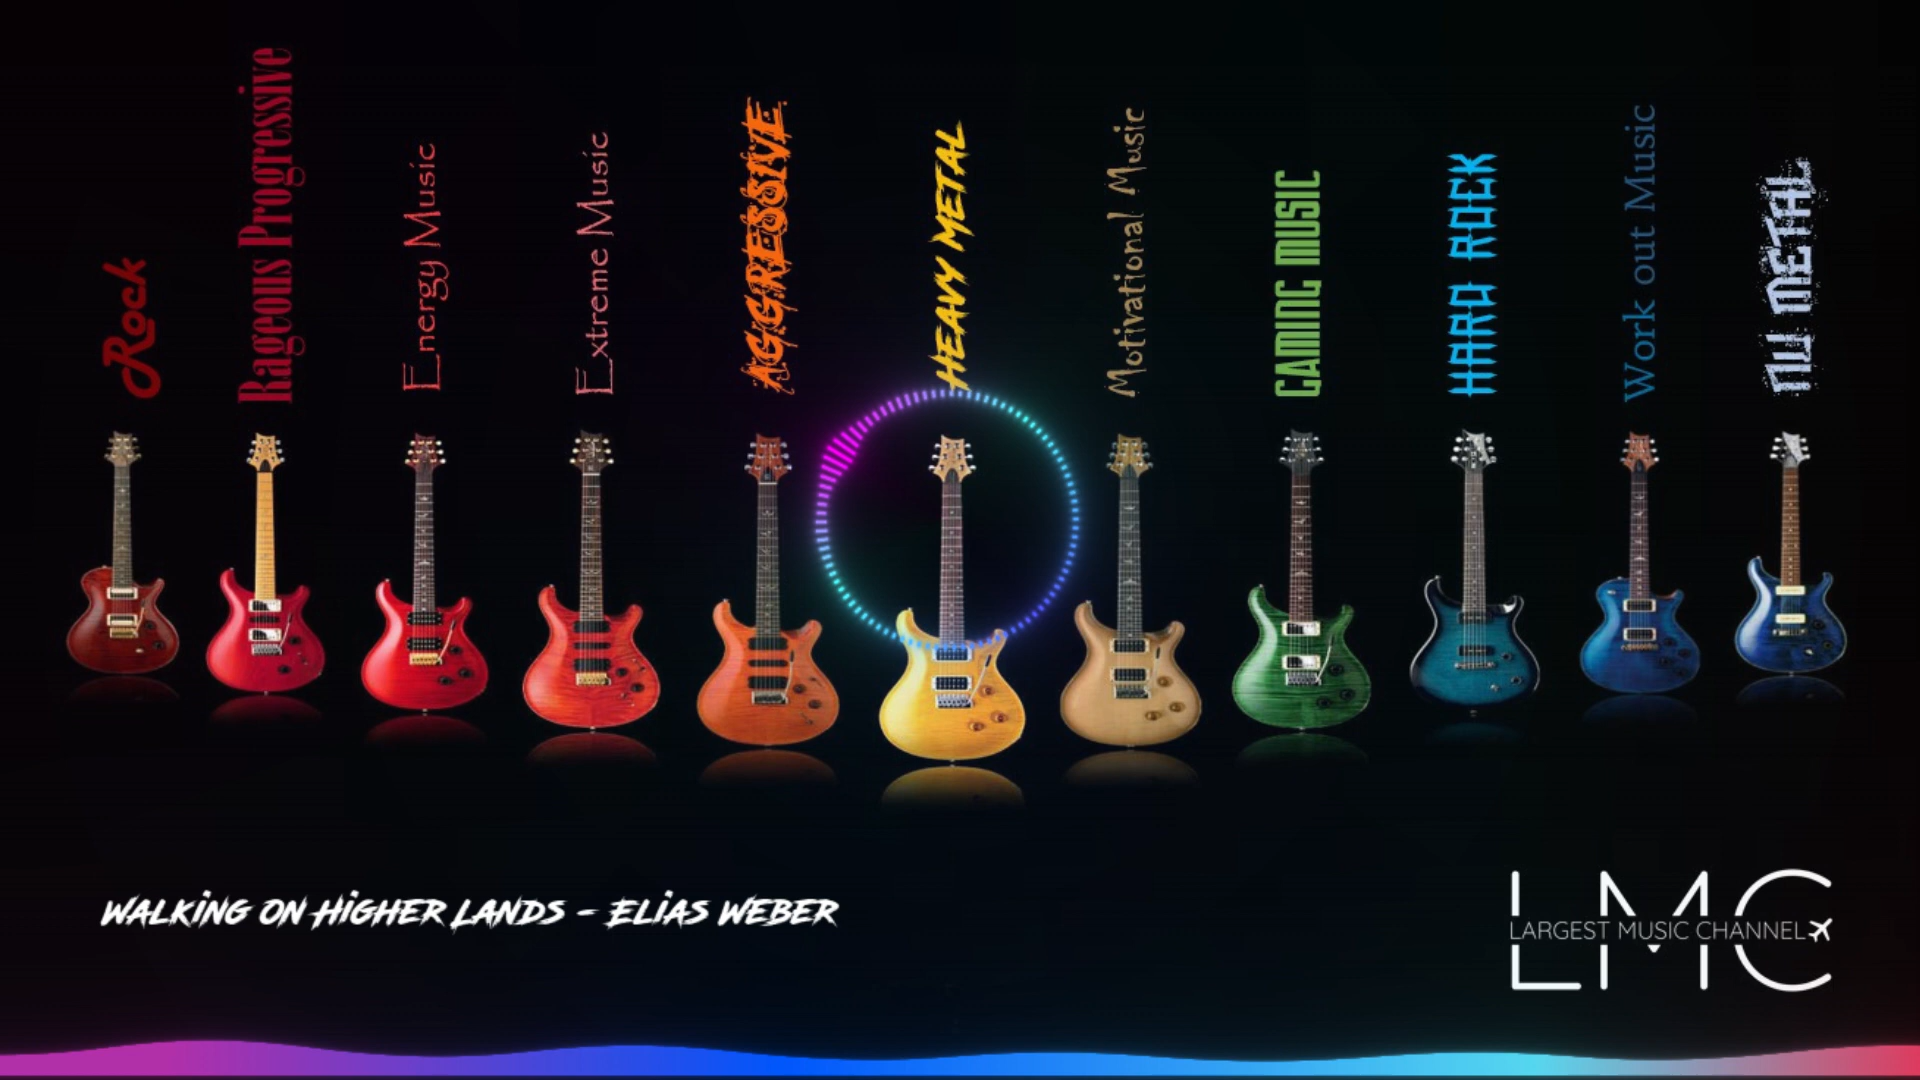 Rock
Rageous Progressive
Energy Music
Extreme Music
AGGRESSIVE
HEAVY METAL
Motivational Music
GAMING MUSIC
HARD ROCK
Work out Music
NU METAL
WALKING ON HIGHER LANDS - ELIAS WEBER
LMC
LARGEST MUSIC CHANNEL